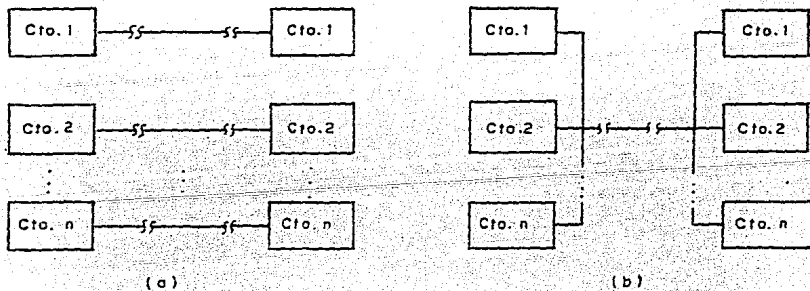 Cto. 1 Cto. 1 Cto. 1 Cto. 1
Cto. 2 Cto. 2 Cto. 2 Cto. 2
Cto. n Cto. n Cto. n Cto. n
(a) (b)